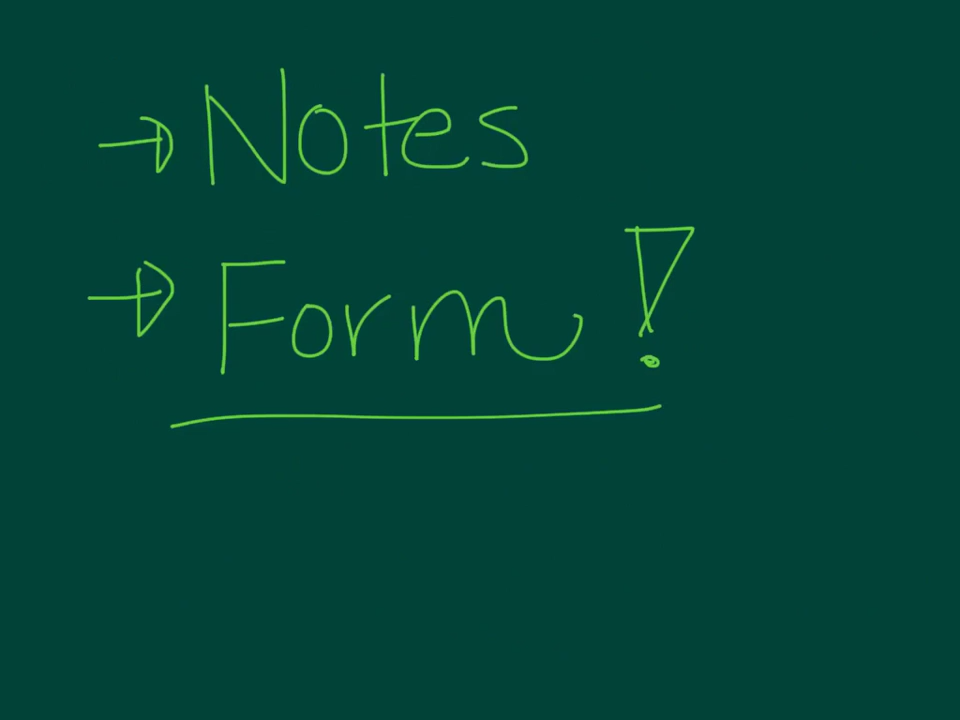 → Notes
→ Form!